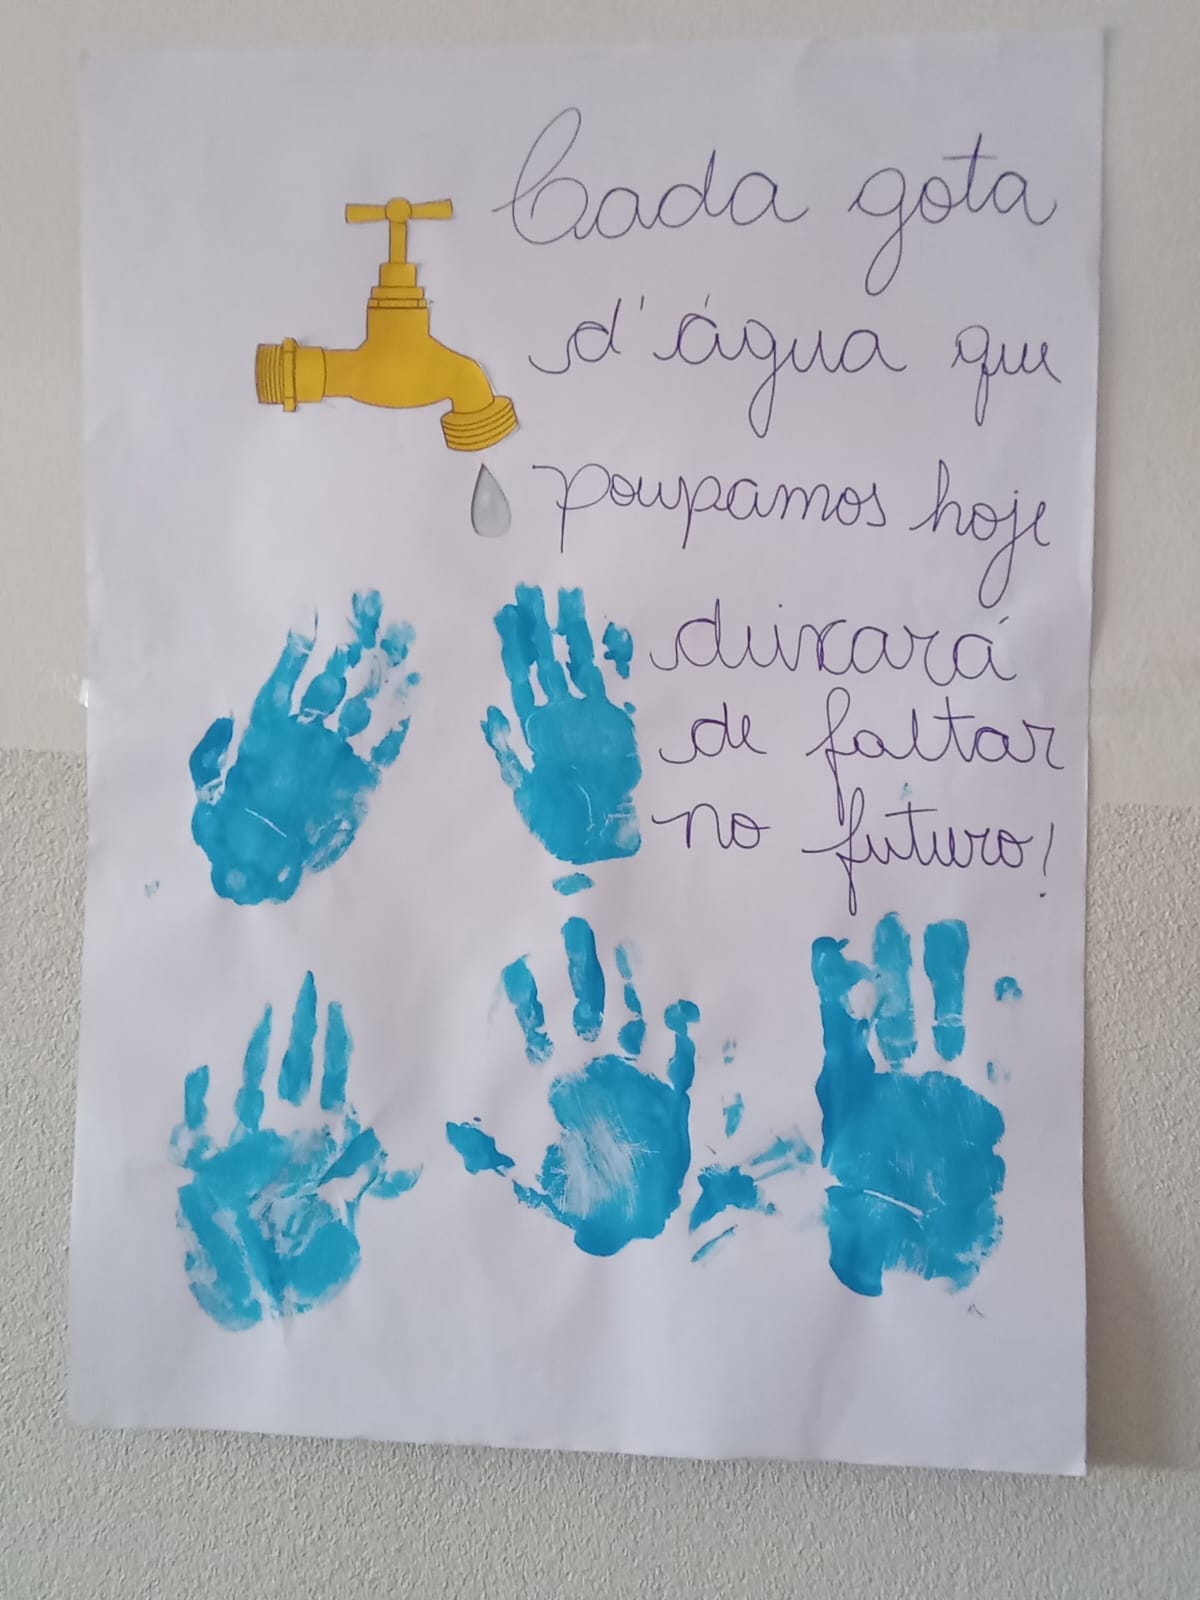 Cada gota
d'água que
poupamos hoje
deixará
de faltar
no futuro!